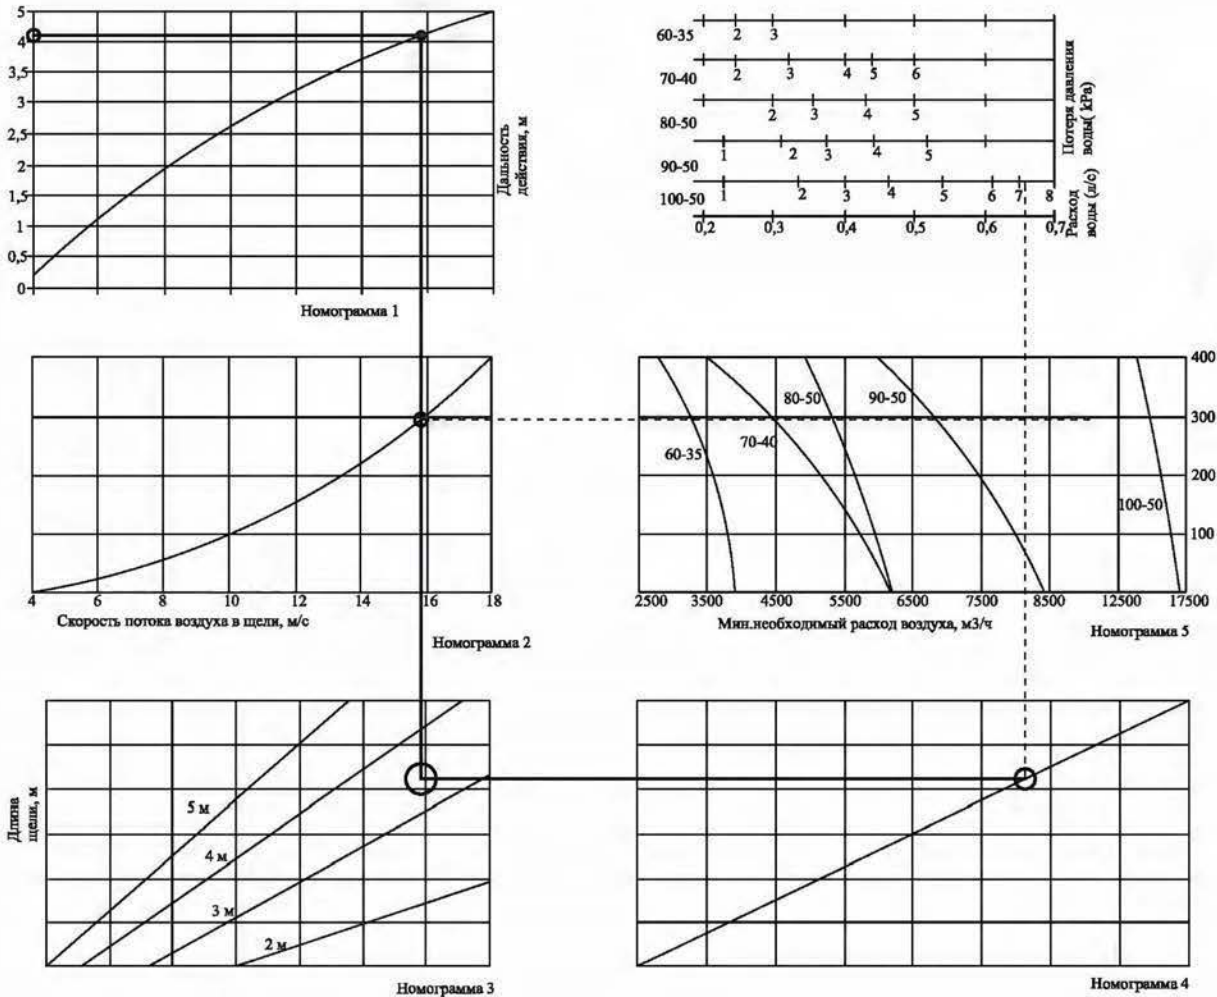 5
4
3,5
3
2,5
2
1,5
1
0,5
0
Дальность
действия, м
Номограмма 1
60-35
2 3
70-40
2 3 4 5 6
80-50
2 3 4 5
90-50
1 2 3 4 5
100-50
1 2 3 4 5 6 7 8
0,2 0,3 0,4 0,5 0,6 0,7
Потеря давления
воды( kPa)
Расход
воды (л/с)
4 6 8 10 12 14 16 18
Скорость потока воздуха в щели, м/с
Номограмма 2
400
300
200
100
60-35
70-40
80-50
90-50
100-50
2500 3500 4500 5500 6500 7500 8500 12500 17500
Мин.необходимый расход воздуха, м3/ч
Номограмма 5
Длина
щели, м
5 м
4 м
3 м
2 м
Номограмма 3
Номограмма 4